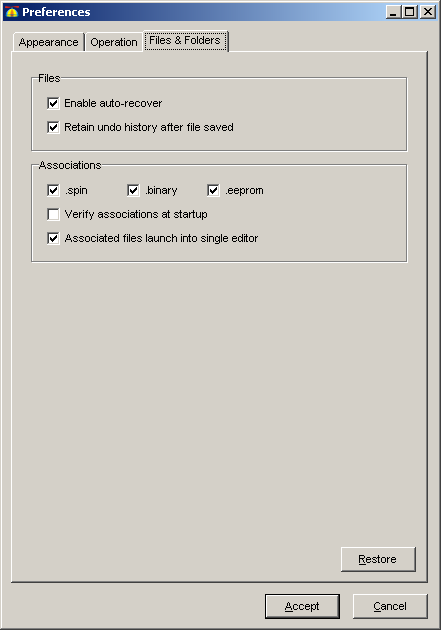 Preferences
Appearance Operation Files & Folders
Files
Enable auto-recover
Retain undo history after file saved
Associations
.spin .binary .eeprom
Verify associations at startup
Associated files launch into single editor
Restore
Accept Cancel